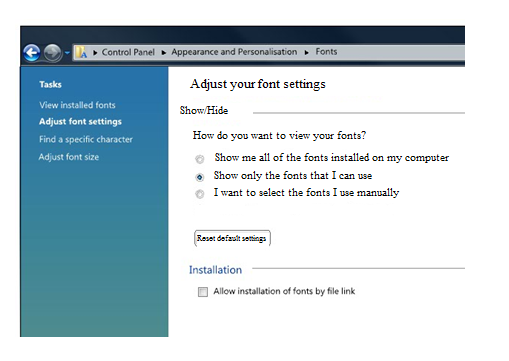 Control Panel ▸ Appearance and Personalisation ▸ Fonts
Tasks
View installed fonts
Adjust font settings
Find a specific character
Adjust font size
Adjust your font settings
Show/Hide
How do you want to view your fonts?
Show me all of the fonts installed on my computer
Show only the fonts that I can use
I want to select the fonts I use manually
Reset default settings
Installation
Allow installation of fonts by file link